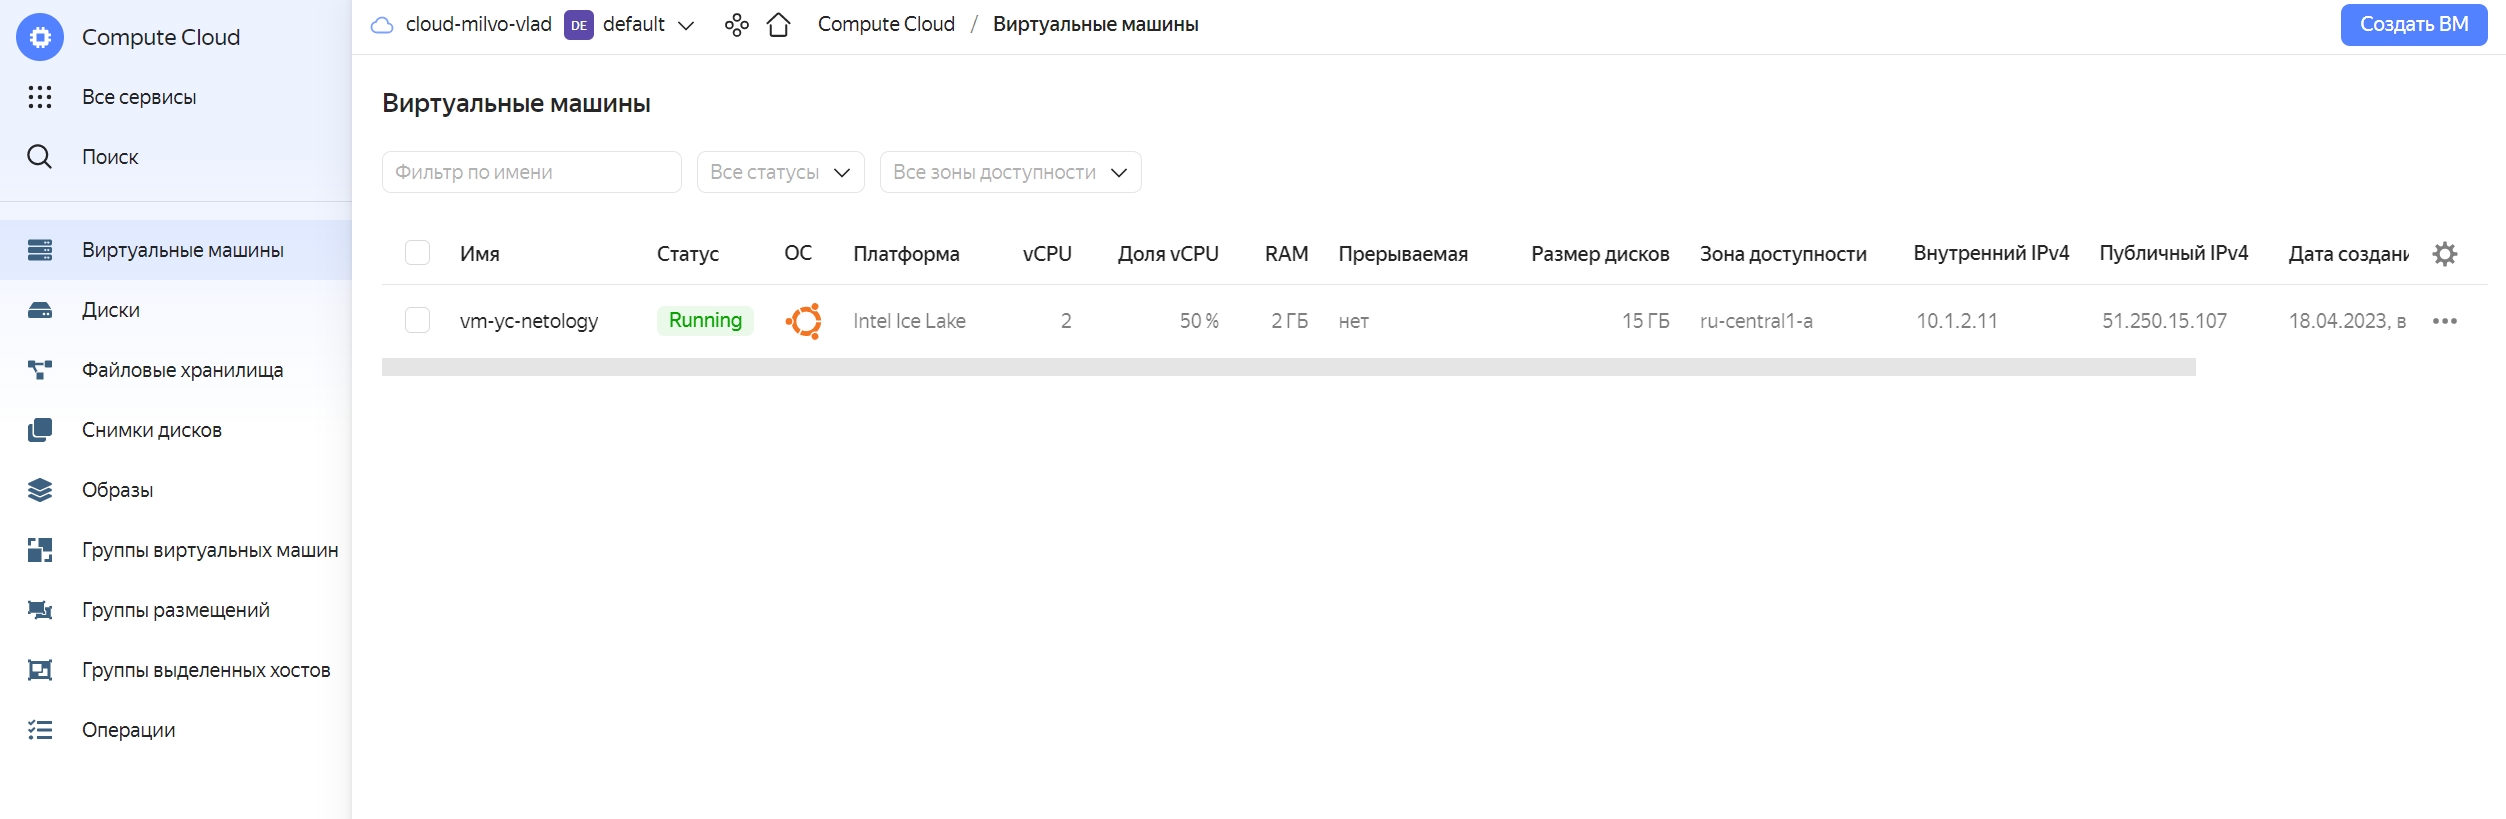 Compute Cloud
Все сервисы
Поиск
Виртуальные машины
Диски
Файловые хранилища
Снимки дисков
Образы
Группы виртуальных машин
Группы размещений
Группы выделенных хостов
Операции
cloud-milvo-vlad DE default Compute Cloud / Виртуальные машины Создать ВМ
Виртуальные машины
Фильтр по имени Все статусы Все зоны доступности
Имя Статус ОС Платформа vCPU Доля vCPU RAM Прерываемая Размер дисков Зона доступности Внутренний IPv4 Публичный IPv4 Дата создани
vm-yc-netology Running Intel Ice Lake 2 50 % 2 ГБ нет 15 ГБ ru-central1-a 10.1.2.11 51.250.15.107 18.04.2023, в